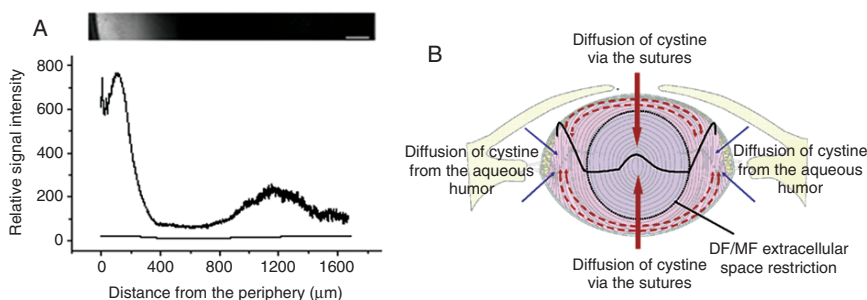 A
Relative signal intensity
800
600
400
200
0
0 400 800 1200 1600
Distance from the periphery (μm)
B
Diffusion of cystine
via the sutures
Diffusion of cystine
from the aqueous
humor
Diffusion of cystine
from the aqueous
humor
DF/MF extracellular
space restriction
Diffusion of cystine
via the sutures